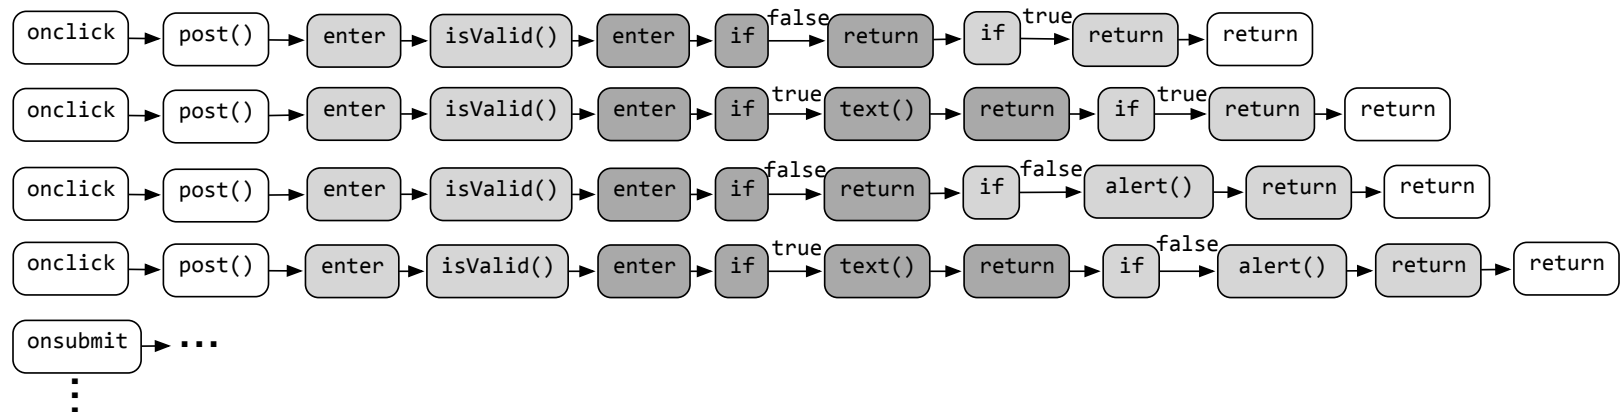 onclick post() enter isValid() enter if false return if true return return
onclick post() enter isValid() enter if true text() return if true return return
onclick post() enter isValid() enter if false return if false alert() return return
onclick post() enter isValid() enter if true text() return if false alert() return return
onsubmit ...